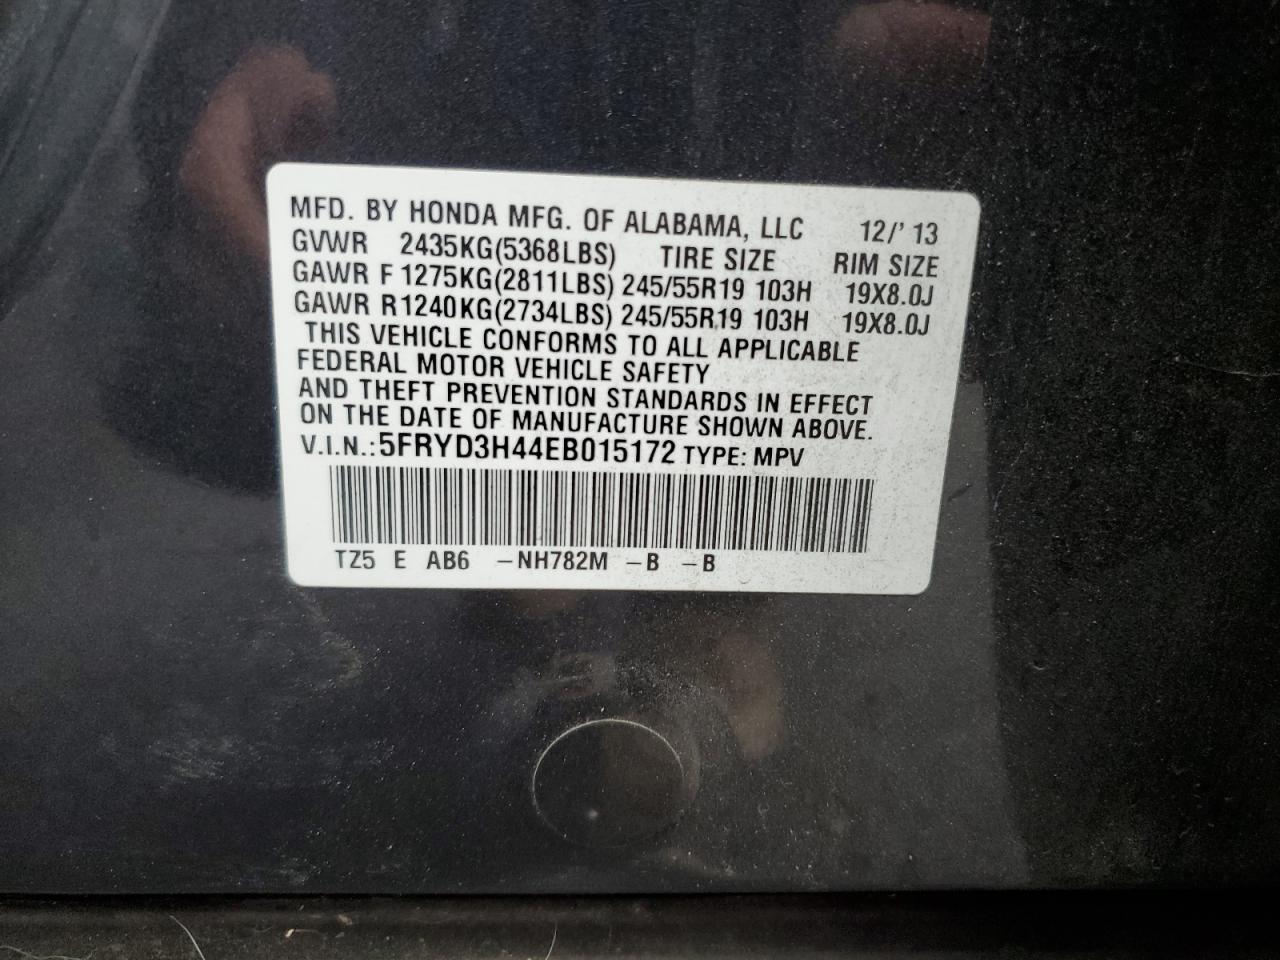 MFD. BY HONDA MFG. OF ALABAMA, LLC 12/' 13
GVWR 2435KG(5368LBS) TIRE SIZE RIM SIZE
GAWR F 1275KG(2811LBS) 245/55R19 103H 19X8.0J
GAWR R1240KG(2734LBS) 245/55R19 103H 19X8.0J
THIS VEHICLE CONFORMS TO ALL APPLICABLE
FEDERAL MOTOR VEHICLE SAFETY
AND THEFT PREVENTION STANDARDS IN EFFECT
ON THE DATE OF MANUFACTURE SHOWN ABOVE.
V.I.N.: 5FRYD3H44EB015172 TYPE: MPV
TZ5 E AB6 –NH782M –B –B